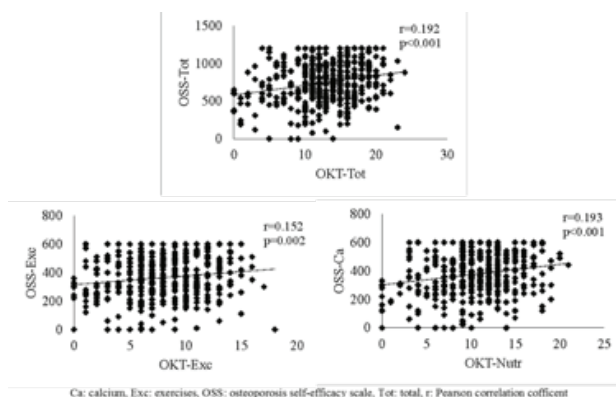 1500
1000
500
0
OSS-Tot
r=0.192
p<0.001
0 10 20 30
OKT-Tot
800
600
400
200
0
OSS-Exc
r=0.152
p=0.002
0 5 10 15 20
OKT-Exc
800
600
400
200
0
OSS-Ca
r=0.193
p<0.001
0 5 10 15 20 25
OKT-Nutr
Ca: calcium, Exc: exercises, OSS: osteoporosis self-efficacy scale, Tot: total, r: Pearson correlation cofficent